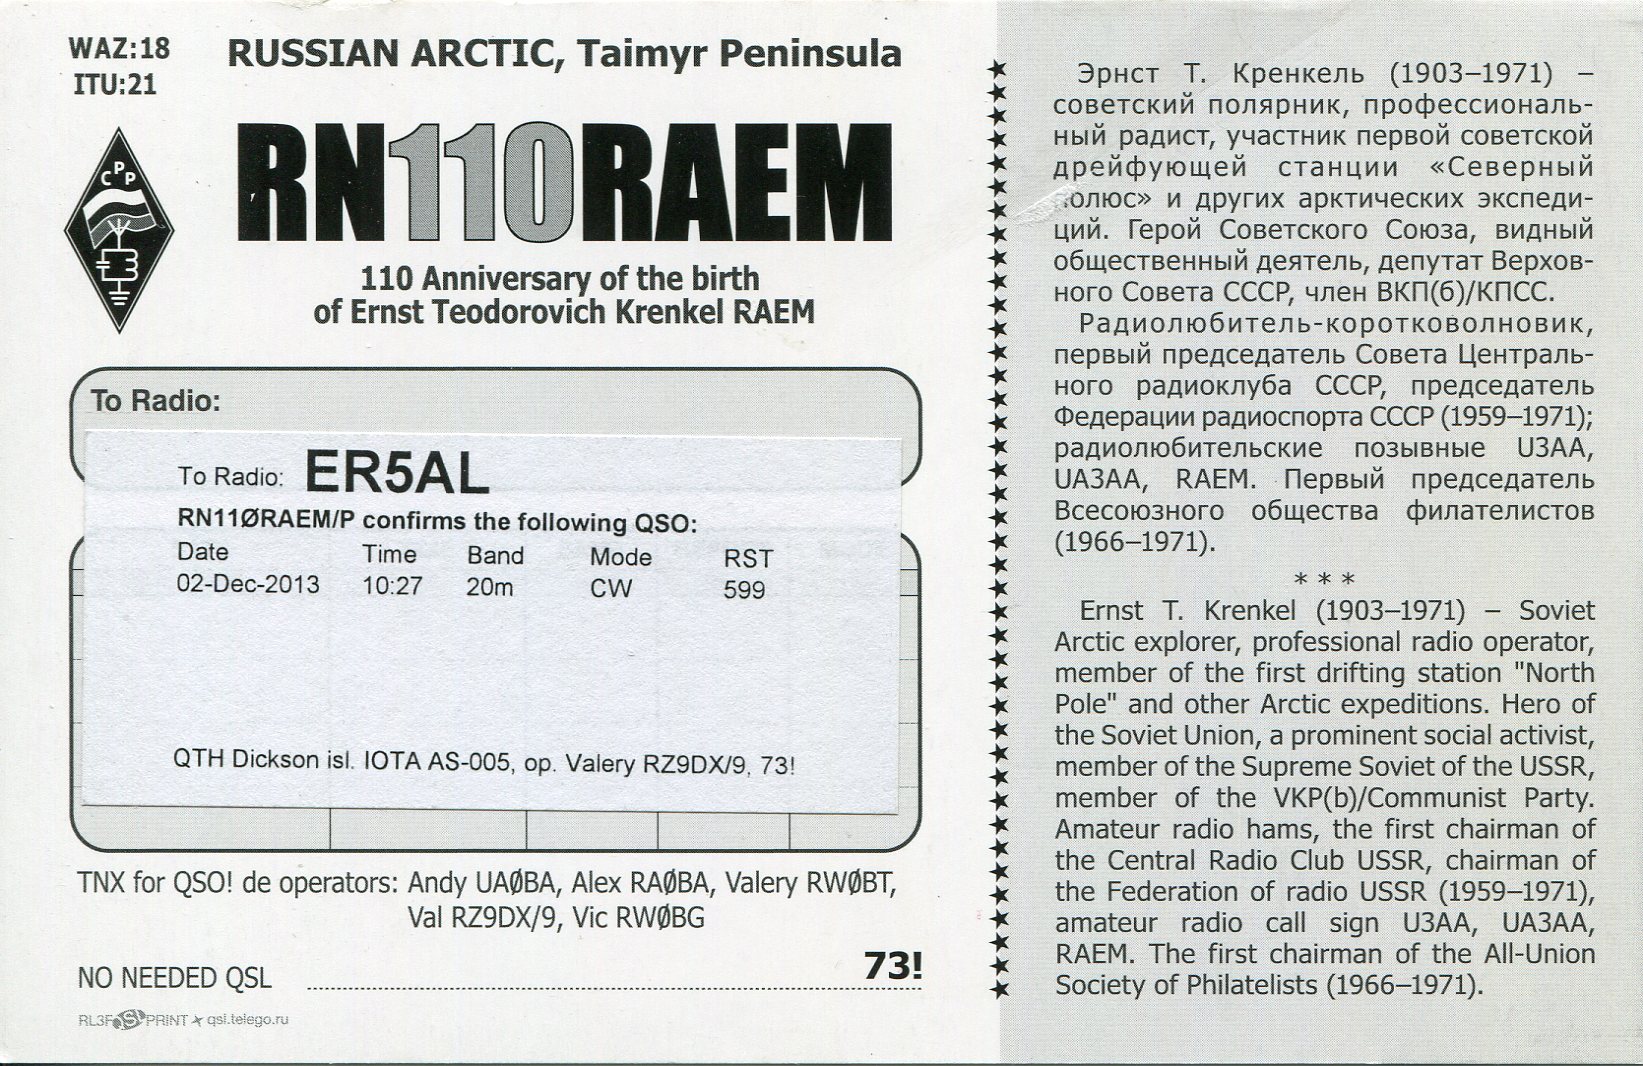 WAZ:18
ITU:21
RUSSIAN ARCTIC, Taimyr Peninsula
СРР
RN110RAEM
110 Anniversary of the birth
of Ernst Teodorovich Krenkel RAEM
To Radio:
To Radio: ER5AL
RN11ØRAEM/P confirms the following QSO:
Date Time Band Mode RST
02-Dec-2013 10:27 20m CW 599
QTH Dickson isl. IOTA AS-005, op. Valery RZ9DX/9, 73!
TNX for QSO! de operators: Andy UAØBA, Alex RAØBA, Valery RWØBT,
Val RZ9DX/9, Vic RWØBG
73!
NO NEEDED QSL
RL3F QSL PRINT ★ qsl.telego.ru
Эрнст Т. Кренкель (1903–1971) –
советский полярник, профессиональ-
ный радист, участник первой советской
дрейфующей станции «Северный
олюс» и других арктических экспеди-
ций. Герой Советского Союза, видный
общественный деятель, депутат Верхов-
ного Совета СССР, член ВКП(б)/КПСС.
Радиолюбитель-коротковолновик,
первый председатель Совета Централь-
ного радиоклуба СССР, председатель
Федерации радиоспорта СССР (1959–1971);
радиолюбительские позывные U3AA,
UA3AA, RAEM. Первый председатель
Всесоюзного общества филателистов
(1966–1971).
* * *
Ernst T. Krenkel (1903–1971) – Soviet
Arctic explorer, professional radio operator,
member of the first drifting station "North
Pole" and other Arctic expeditions. Hero of
the Soviet Union, a prominent social activist,
member of the Supreme Soviet of the USSR,
member of the VKP(b)/Communist Party.
Amateur radio hams, the first chairman of
the Central Radio Club USSR, chairman of
the Federation of radio USSR (1959–1971),
amateur radio call sign U3AA, UA3AA,
RAEM. The first chairman of the All-Union
Society of Philatelists (1966–1971).